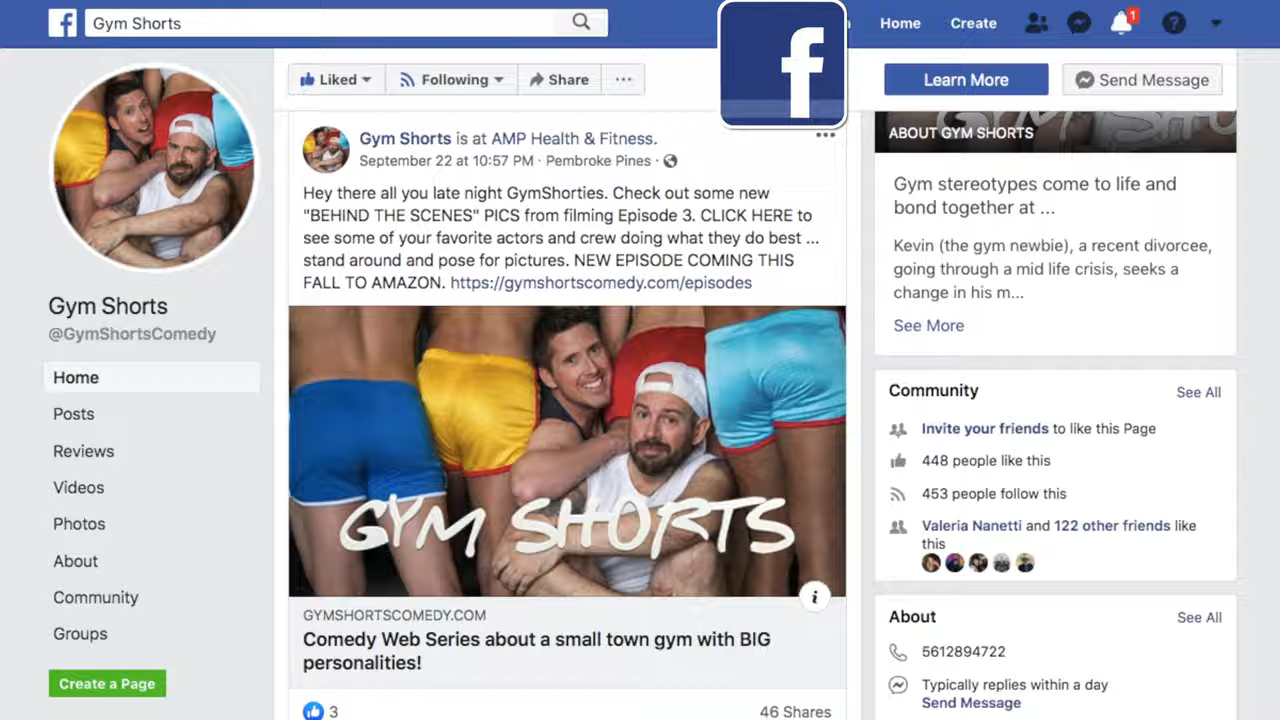 Gym Shorts
Home
Create
1
Liked
Following
Share
Learn More
Send Message
Gym Shorts
@GymShortsComedy
Home
Posts
Reviews
Videos
Photos
About
Community
Groups
Create a Page
Gym Shorts is at AMP Health & Fitness.
September 22 at 10:57 PM · Pembroke Pines ·
Hey there all you late night GymShorties. Check out some new
"BEHIND THE SCENES" PICS from filming Episode 3. CLICK HERE to
see some of your favorite actors and crew doing what they do best ...
stand around and pose for pictures. NEW EPISODE COMING THIS
FALL TO AMAZON. https://gymshortscomedy.com/episodes
GYM SHORTS
GYMSHORTSCOMEDY.COM
Comedy Web Series about a small town gym with BIG
personalities!
3
46 Shares
ABOUT GYM SHORTS
Gym stereotypes come to life and
bond together at ...
Kevin (the gym newbie), a recent divorcee,
going through a mid life crisis, seeks a
change in his m...
See More
Community
See All
Invite your friends to like this Page
448 people like this
453 people follow this
Valeria Nanetti and 122 other friends like
this
About
See All
5612894722
Typically replies within a day
Send Message